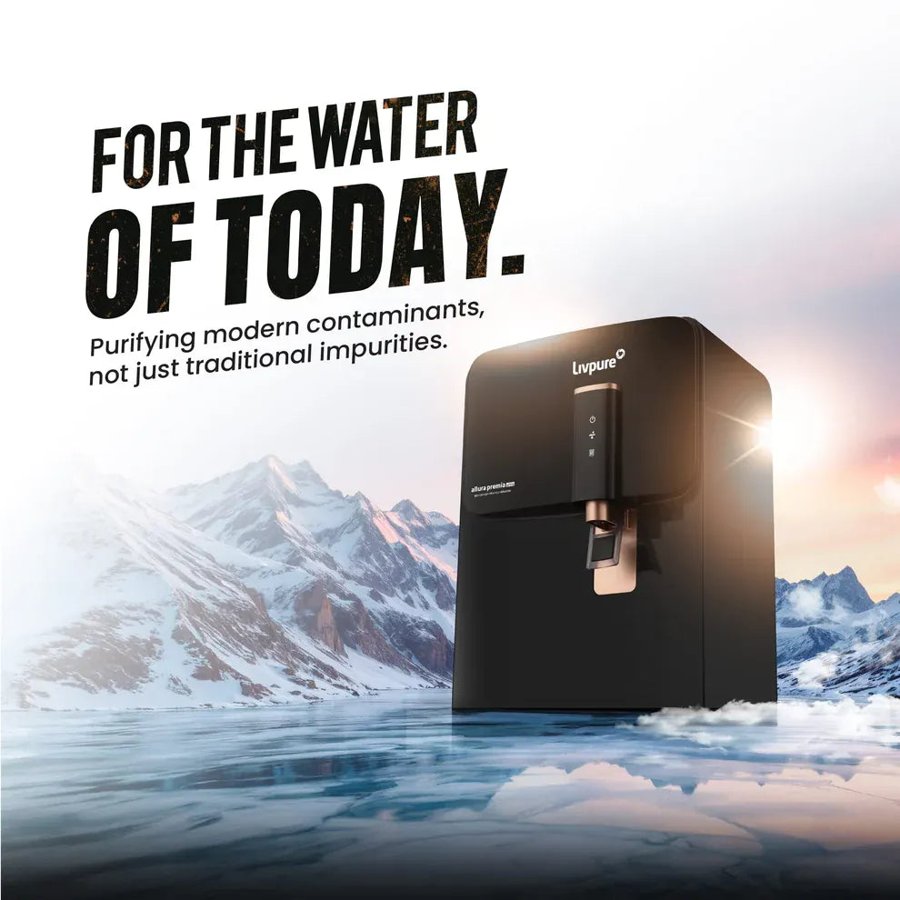 FOR THE WATER
OF TODAY.
Purifying modern contaminants,
not just traditional impurities.
Livpure
allura premia